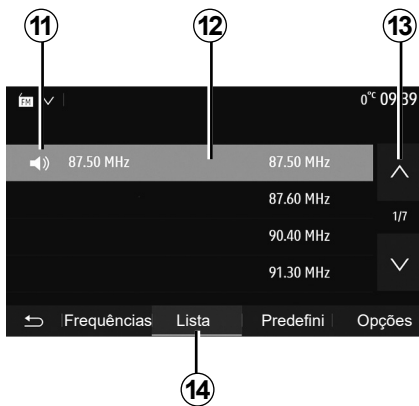 11 12 13
FM 0°C 09:39
87.50 MHz 87.50 MHz
87.60 MHz
1/7
90.40 MHz
91.30 MHz
Frequências Lista Predefini Opções
14